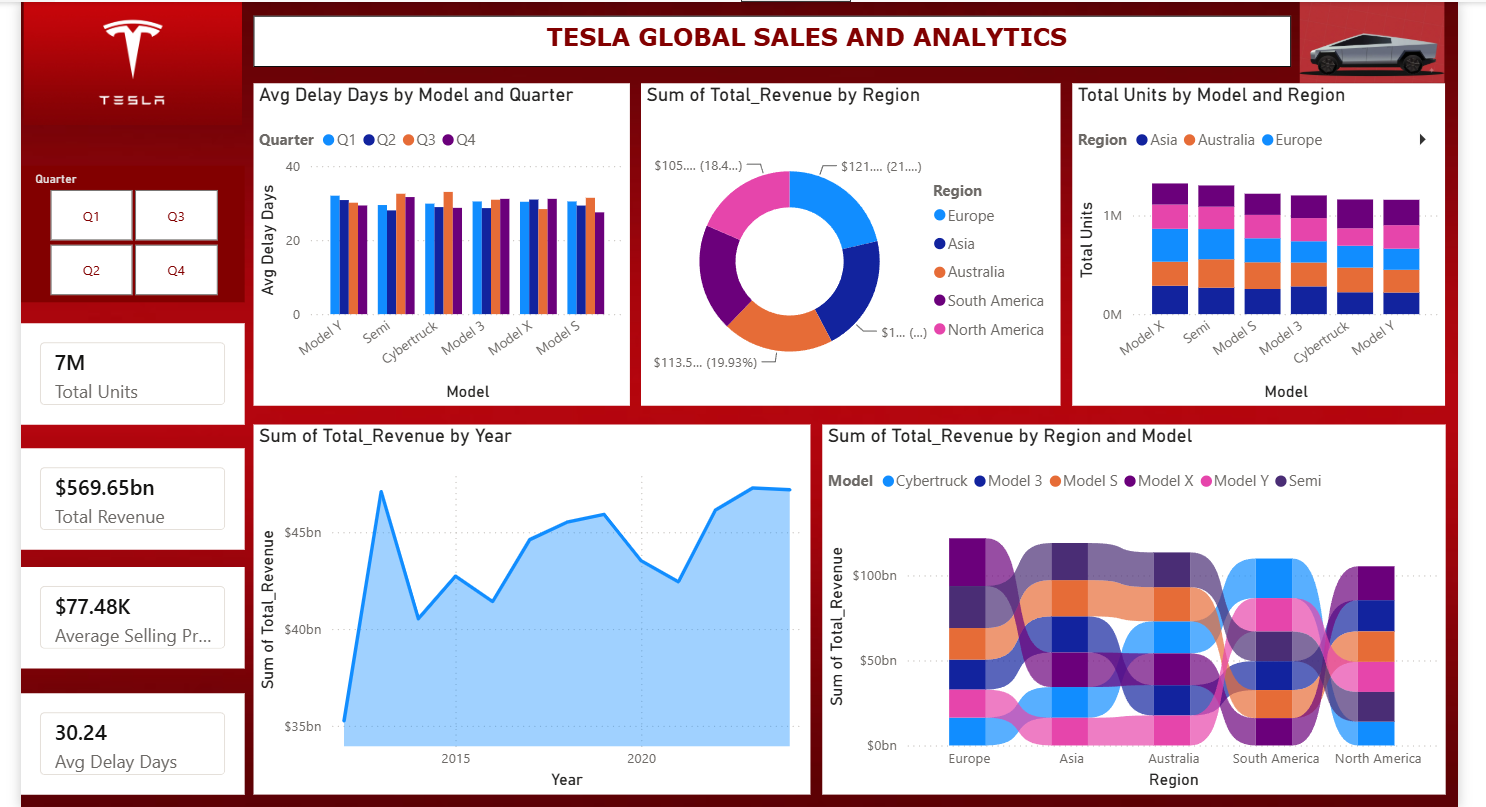 TESLA
TESLA GLOBAL SALES AND ANALYTICS
Quarter
Q1
Q3
Q2
Q4
7M
Total Units
$569.65bn
Total Revenue
$77.48K
Average Selling Pr...
30.24
Avg Delay Days
Avg Delay Days by Model and Quarter
Quarter Q1 Q2 Q3 Q4
40
20
0
Avg Delay Days
Model Y
Semi
Cybertruck
Model 3
Model X
Model S
Model
Sum of Total_Revenue by Region
$105.... (18.4...)
$121.... (21....)
$1... (...)
$113.5... (19.93%)
Region
Europe
Asia
Australia
South America
North America
Total Units by Model and Region
Region Asia Australia Europe
1M
0M
Total Units
Model X
Semi
Model S
Model 3
Cybertruck
Model Y
Model
Sum of Total_Revenue by Year
$45bn
$40bn
$35bn
Sum of Total_Revenue
2015
2020
Year
Sum of Total_Revenue by Region and Model
Model Cybertruck Model 3 Model S Model X Model Y Semi
$100bn
$50bn
$0bn
Sum of Total_Revenue
Europe
Asia
Australia
South America
North America
Region